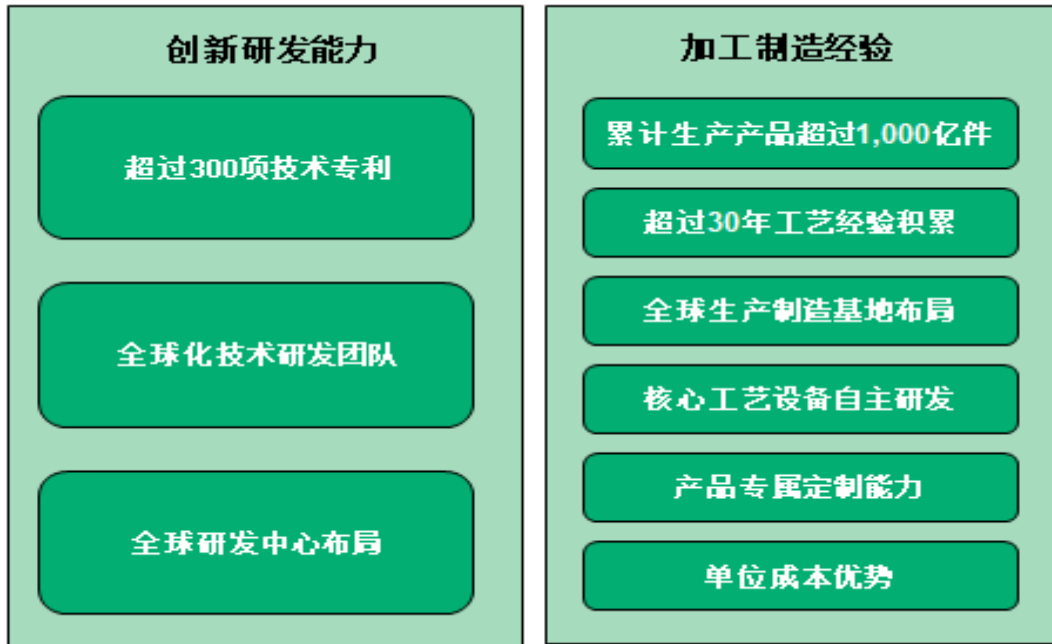 创新研发能力
超过300项技术专利
全球化技术研发团队
全球研发中心布局
加工制造经验
累计生产产品超过1,000亿件
超过30年工艺经验积累
全球生产制造基地布局
核心工艺设备自主研发
产品专属定制能力
单位成本优势